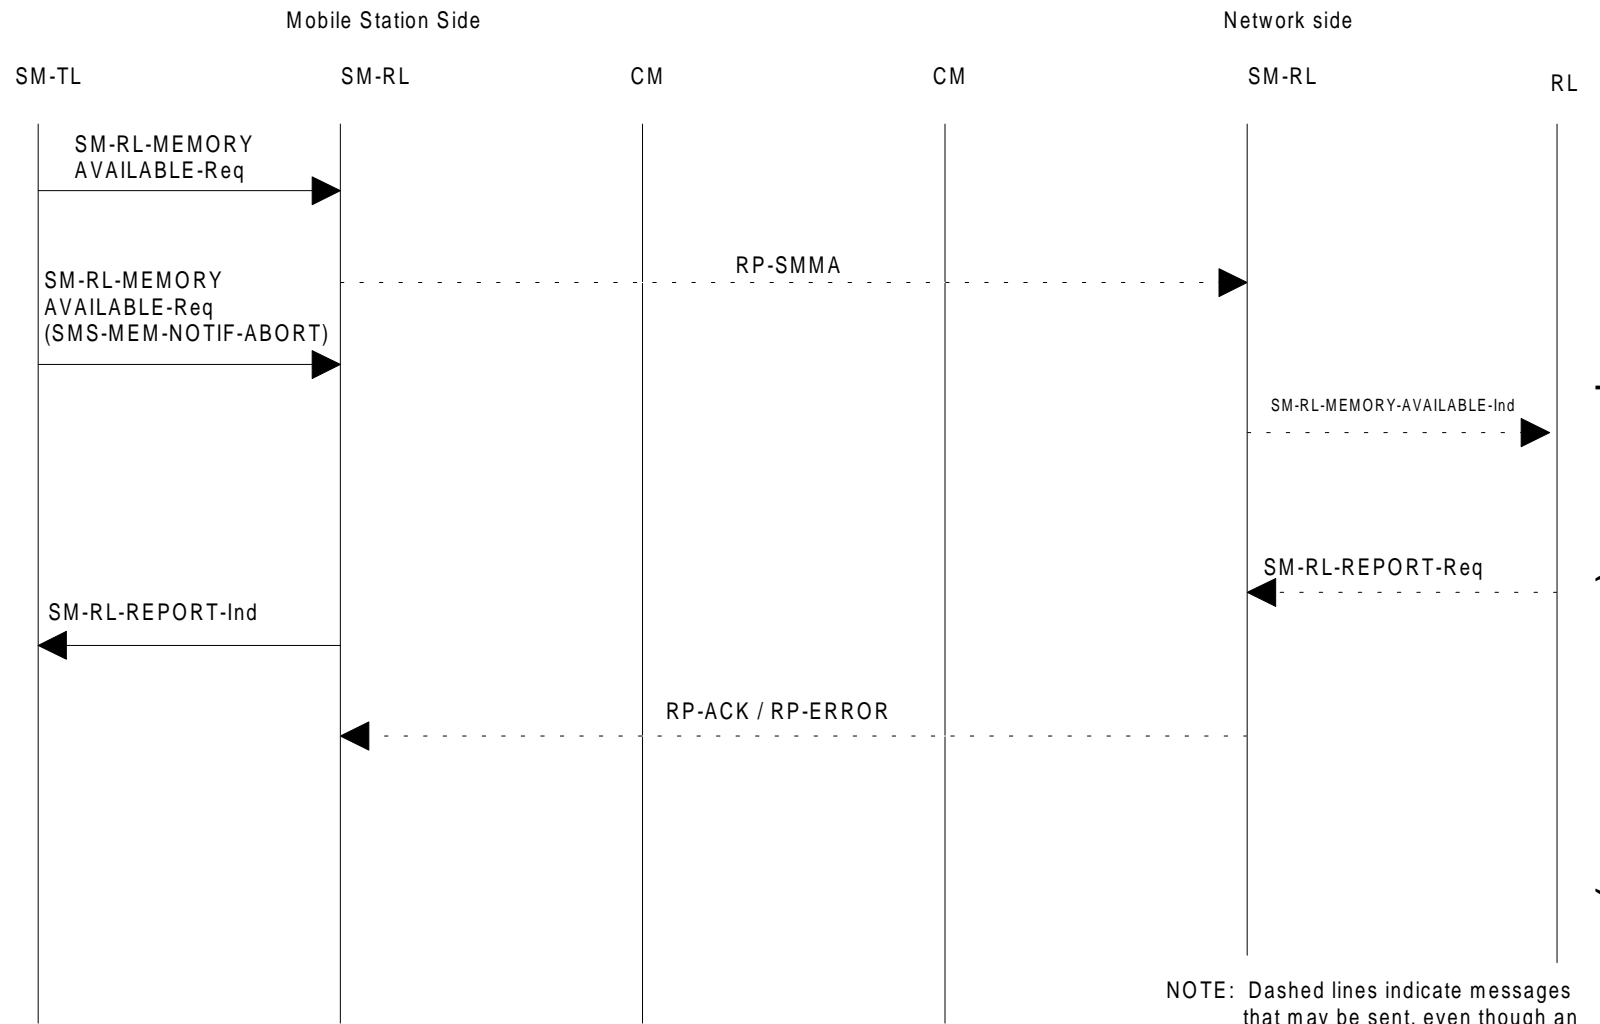 Mobile Station Side
Network side
SM-TL
SM-RL
CM
CM
SM-RL
RL
SM-RL-MEMORY
AVAILABLE-Req
RP-SMMA
SM-RL-MEMORY
AVAILABLE-Req
(SMS-MEM-NOTIF-ABORT)
SM-RL-MEMORY-AVAILABLE-Ind
SM-RL-REPORT-Req
SM-RL-REPORT-Ind
RP-ACK / RP-ERROR
NOTE: Dashed lines indicate messages
that may be sent, even though an